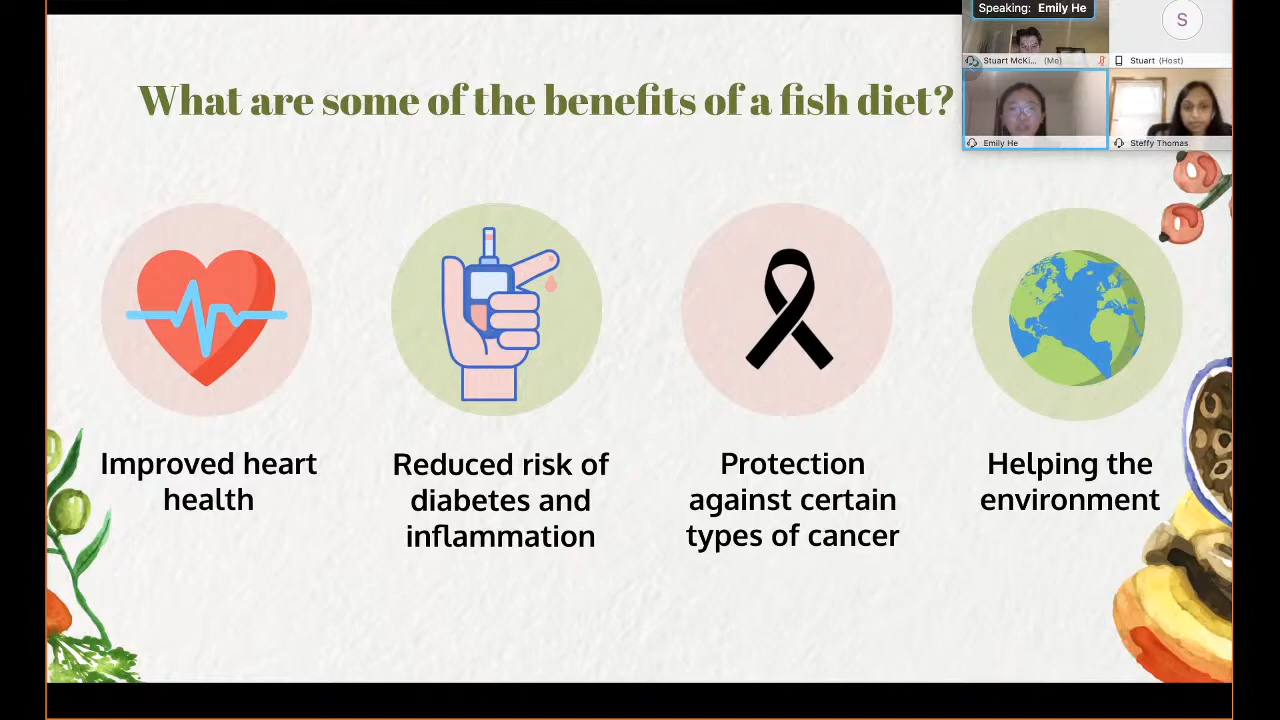 Speaking: Emily He
S
Stuart McKi... (Me)
Stuart (Host)
Emily He
Steffy Thomas
What are some of the benefits of a fish diet?
Improved heart
health
Reduced risk of
diabetes and
inflammation
Protection
against certain
types of cancer
Helping the
environment